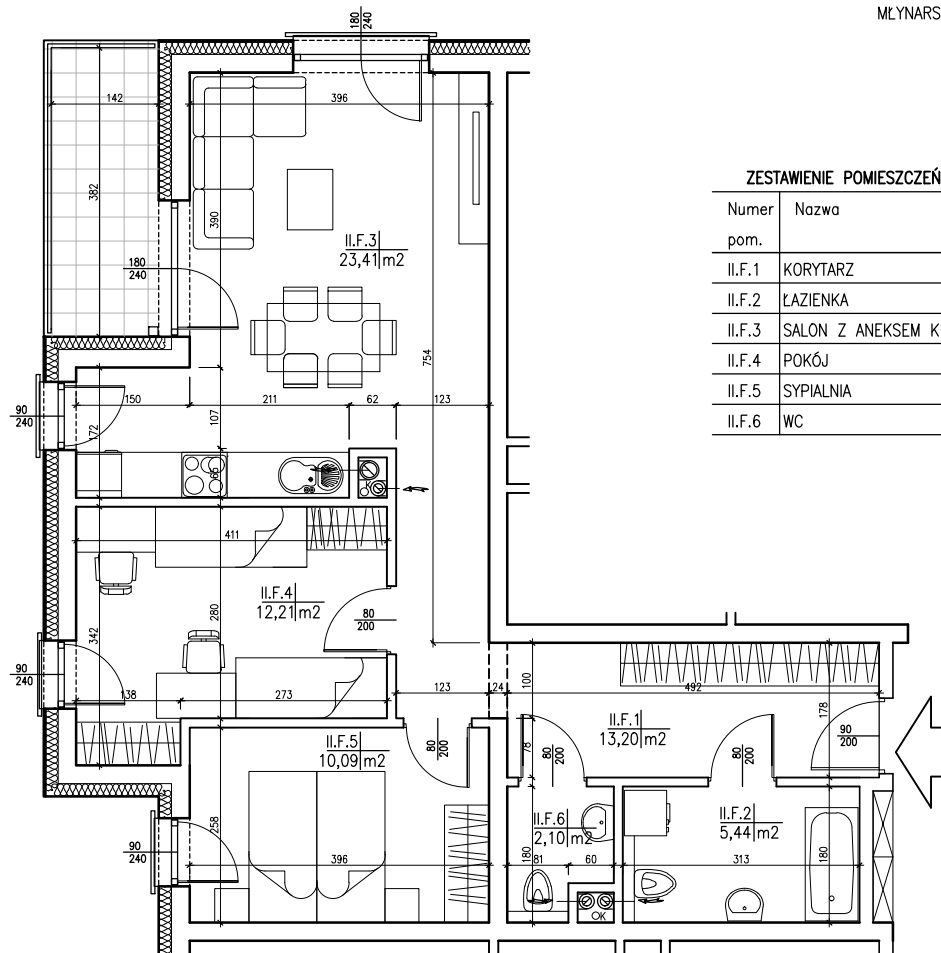 MŁYNARS
180
240
142
396
382
390
II.F.3
23,41 m2
180
240
754
ZESTAWIENIE POMIESZCZEŃ
Numer pom. Nazwa
II.F.1 KORYTARZ
II.F.2 ŁAZIENKA
II.F.3 SALON Z ANEKSEM K
II.F.4 POKÓJ
II.F.5 SYPIALNIA
II.F.6 WC
90
240
150
211
62
123
172
107
65
K
411
II.F.4
12,21 m2
80
200
342
280
90
240
138
273
123
24
100
492
178
II.F.1
13,20 m2
78
80
200
80
200
80
200
90
200
II.F.5
10,09 m2
258
396
90
240
II.F.6
2,10 m2
180
81
60
OK
II.F.2
5,44 m2
313
180